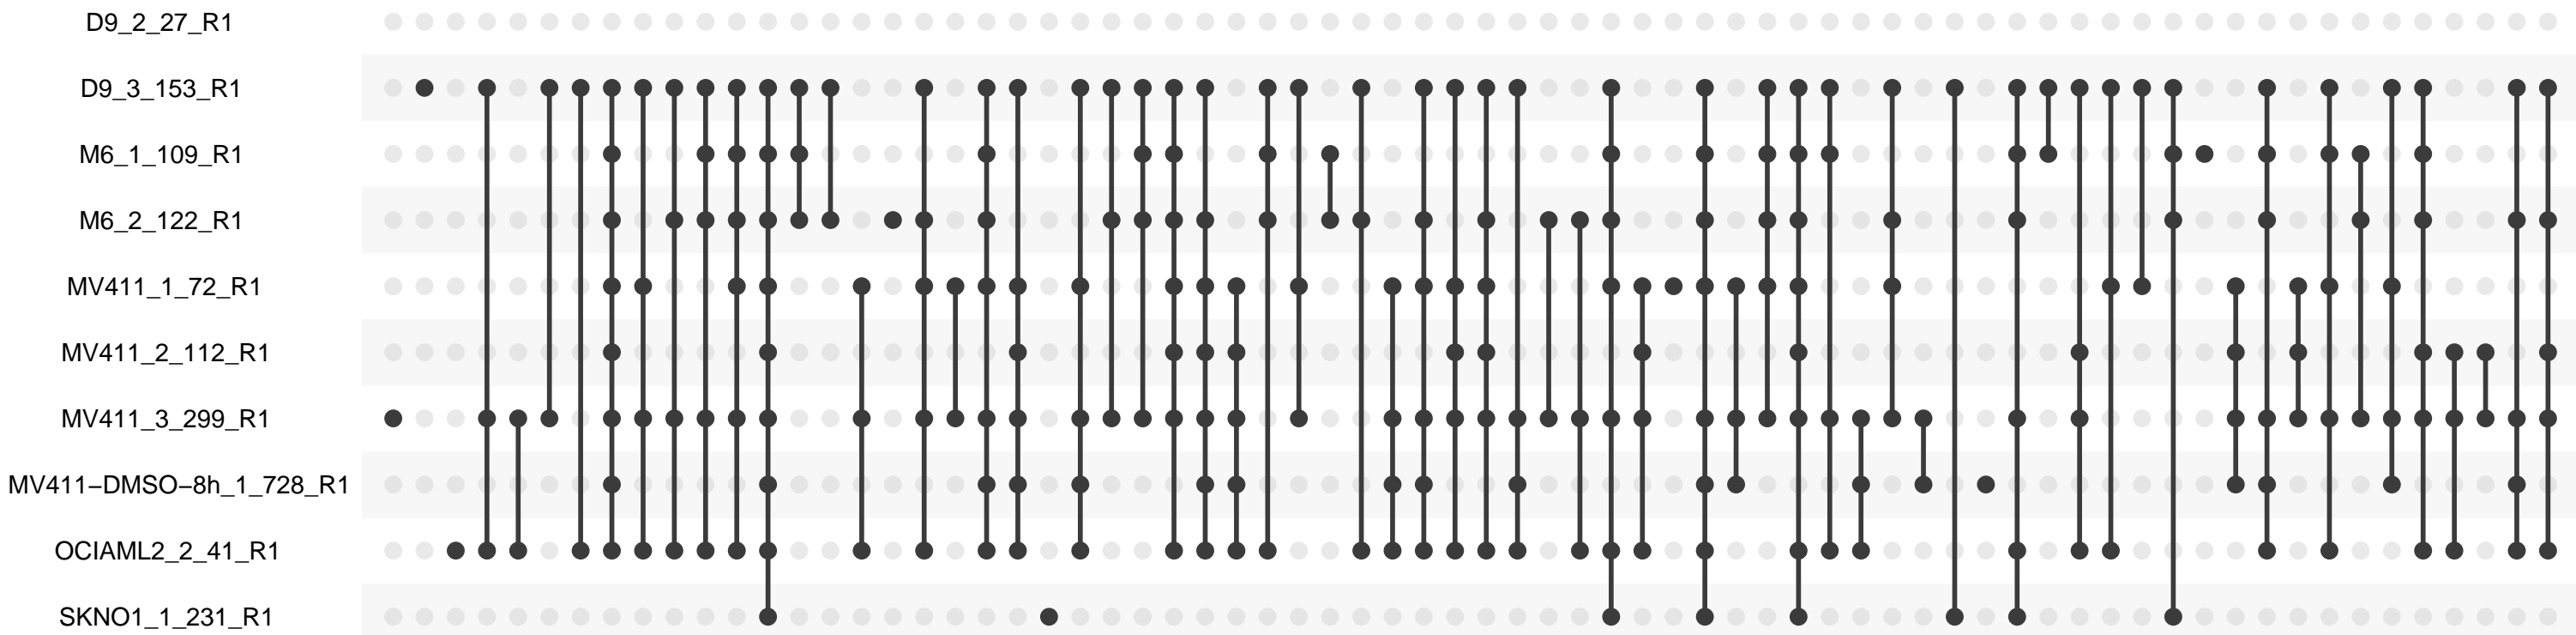 D9_2_27_R1
D9_3_153_R1
M6_1_109_R1
M6_2_122_R1
MV411_1_72_R1
MV411_2_112_R1
MV411_3_299_R1
MV411−DMSO−8h_1_728_R1
OCIAML2_2_41_R1
SKNO1_1_231_R1